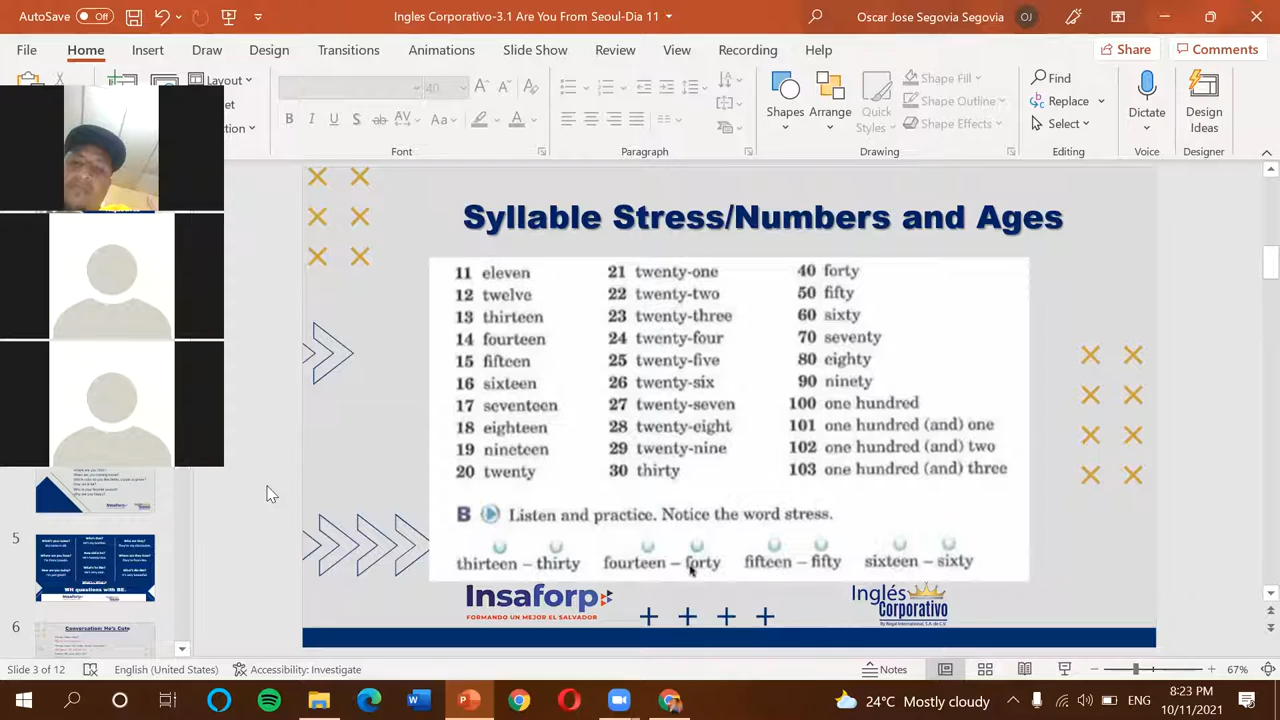 AutoSave Off
Ingles Corporativo-3.1 Are You From Seoul-Dia 11
Oscar Jose Segovia Segovia
OJ
File Home Insert Draw Design Transitions Animations Slide Show Review View Recording Help
Share
Comments
Layout
Shape Fill
Find
Shapes
Arrange
Quick Styles
Shape Outline
Replace
Dictate
Design Ideas
Shape Effects
Select
Font
Paragraph
Drawing
Editing
Voice
Designer
Syllable Stress/Numbers and Ages
11 eleven
12 twelve
13 thirteen
14 fourteen
15 fifteen
16 sixteen
17 seventeen
18 eighteen
19 nineteen
20 twenty
21 twenty-one
22 twenty-two
23 twenty-three
24 twenty-four
25 twenty-five
26 twenty-six
27 twenty-seven
28 twenty-eight
29 twenty-nine
30 thirty
40 forty
50 fifty
60 sixty
70 seventy
80 eighty
90 ninety
100 one hundred
101 one hundred (and) one
102 one hundred (and) two
103 one hundred (and) three
B Listen and practice. Notice the word stress.
thirteen – thirty fourteen – forty fifteen – fifty sixteen – sixty
Insaforp
FORMANDO UN MEJOR EL SALVADOR
Inglés
Corporativo
5
WH questions with BE.
6
Conversation: He's Cute
Slide 3 of 12
English (United States)
Accessibility: Investigate
Notes
67%
24°C Mostly cloudy
ENG
8:23 PM
10/11/2021